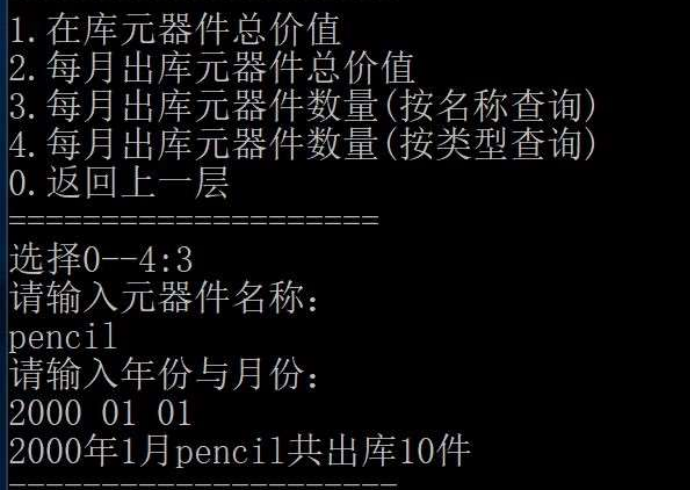 1.在库元器件总价值
2.每月出库元器件总价值
3.每月出库元器件数量(按名称查询)
4.每月出库元器件数量(按类型查询)
0.返回上一层
====================
选择0--4:3
请输入元器件名称:
pencil
请输入年份与月份:
2000 01 01
2000年1月pencil共出库10件
=====================